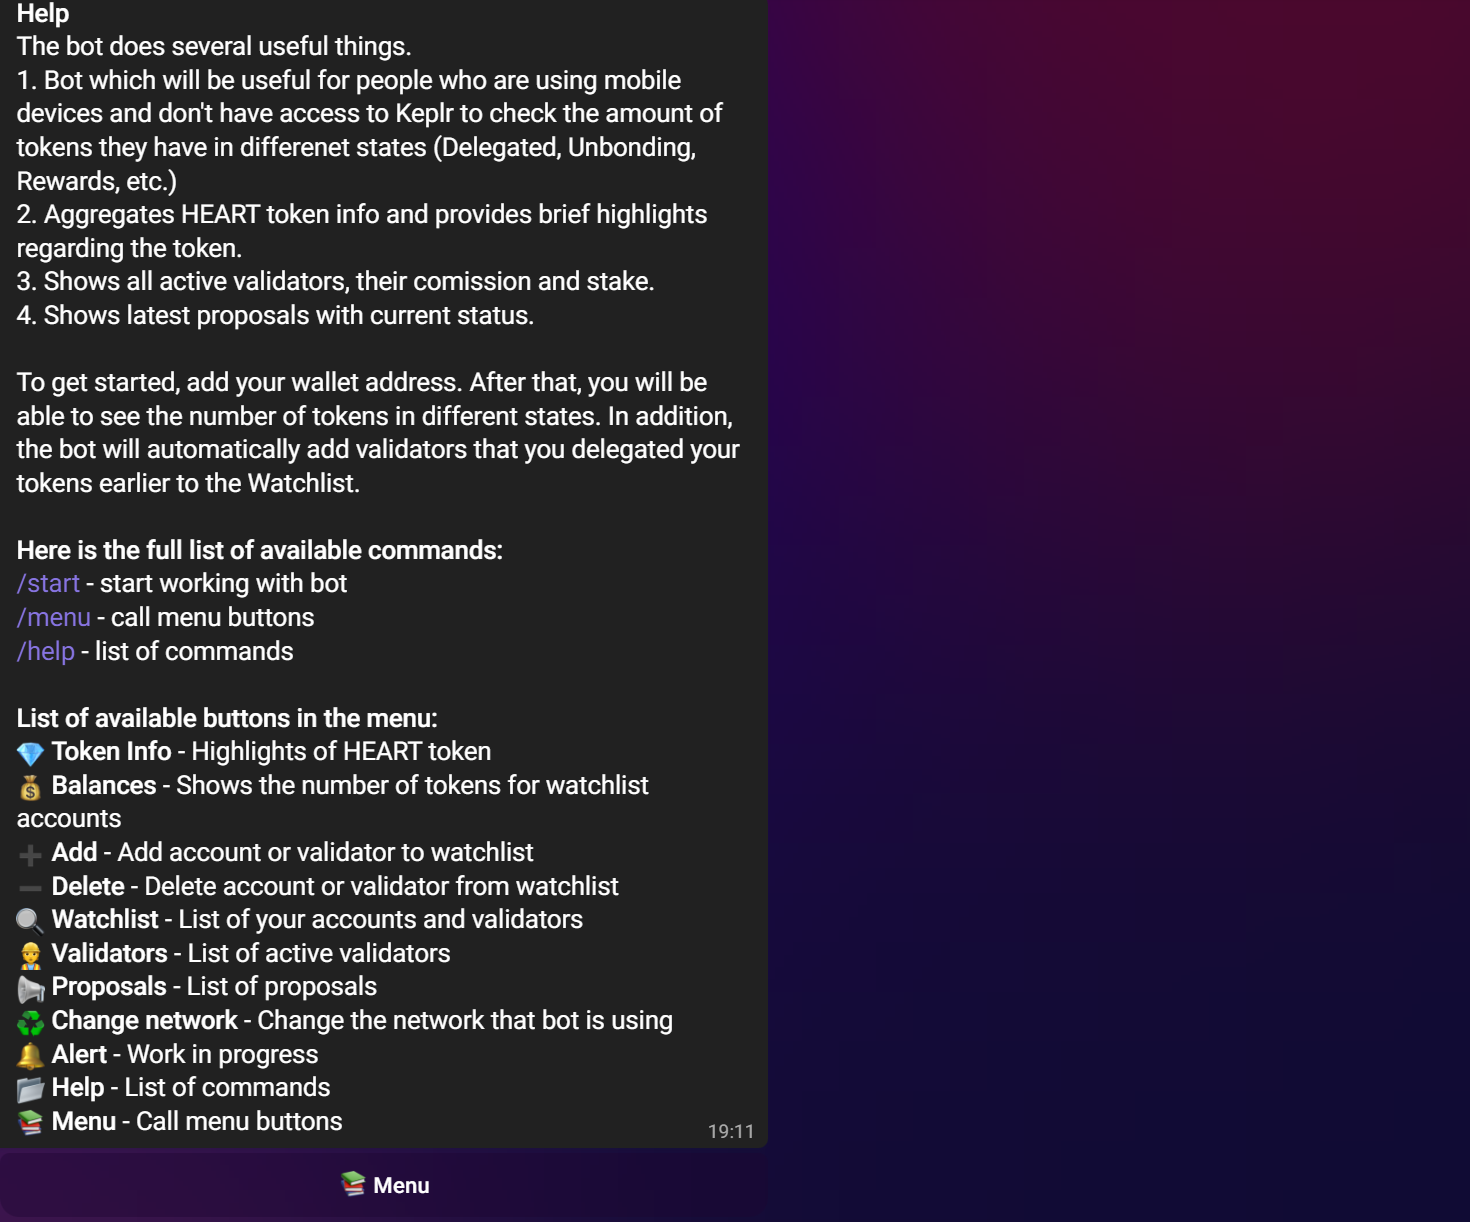 Help
The bot does several useful things.
1. Bot which will be useful for people who are using mobile
devices and don't have access to Keplr to check the amount of
tokens they have in differenet states (Delegated, Unbonding,
Rewards, etc.)
2. Aggregates HEART token info and provides brief highlights
regarding the token.
3. Shows all active validators, their comission and stake.
4. Shows latest proposals with current status.
To get started, add your wallet address. After that, you will be
able to see the number of tokens in different states. In addition,
the bot will automatically add validators that you delegated your
tokens earlier to the Watchlist.
Here is the full list of available commands:
/start - start working with bot
/menu - call menu buttons
/help - list of commands
List of available buttons in the menu:
💎 Token Info - Highlights of HEART token
💰 Balances - Shows the number of tokens for watchlist
accounts
➕ Add - Add account or validator to watchlist
➖ Delete - Delete account or validator from watchlist
🔍 Watchlist - List of your accounts and validators
👷 Validators - List of active validators
📢 Proposals - List of proposals
♻️ Change network - Change the network that bot is using
🔔 Alert - Work in progress
📂 Help - List of commands
📚 Menu - Call menu buttons
19:11
📚 Menu